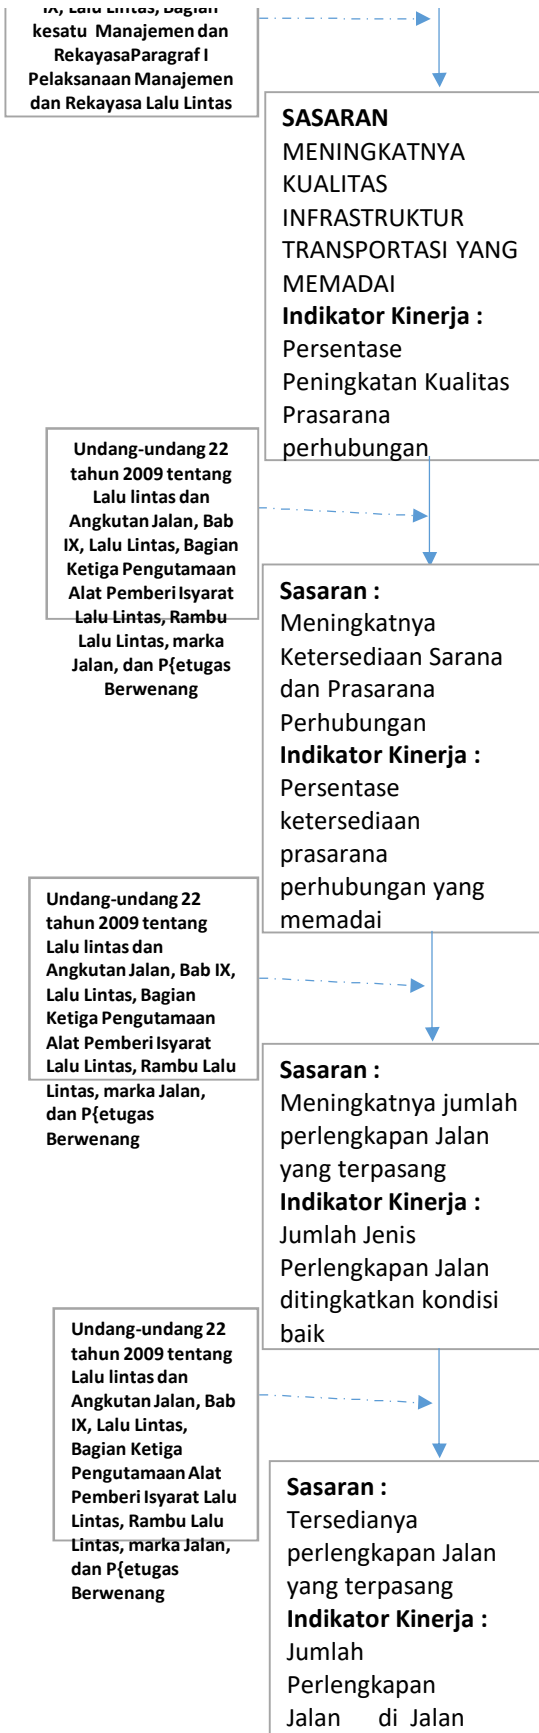 IX, Lalu Lintas, Bagian
kesatu Manajemen dan
RekayasaParagraf I
Pelaksanaan Manajemen
dan Rekayasa Lalu Lintas
SASARAN
MENINGKATNYA
KUALITAS
INFRASTRUKTUR
TRANSPORTASI YANG
MEMADAI
Indikator Kinerja :
Persentase
Peningkatan Kualitas
Prasarana
perhubungan
Undang-undang 22
tahun 2009 tentang
Lalu lintas dan
Angkutan Jalan, Bab
IX, Lalu Lintas, Bagian
Ketiga Pengutamaan
Alat Pemberi Isyarat
Lalu Lintas, Rambu
Lalu Lintas, marka
Jalan, dan P{etugas
Berwenang
Sasaran :
Meningkatnya
Ketersediaan Sarana
dan Prasarana
Perhubungan
Indikator Kinerja :
Persentase
ketersediaan
prasarana
perhubungan yang
memadai
Undang-undang 22
tahun 2009 tentang
Lalu lintas dan
Angkutan Jalan, Bab IX,
Lalu Lintas, Bagian
Ketiga Pengutamaan
Alat Pemberi Isyarat
Lalu Lintas, Rambu Lalu
Lintas, marka Jalan,
dan P{etugas
Berwenang
Sasaran :
Meningkatnya jumlah
perlengkapan Jalan
yang terpasang
Indikator Kinerja :
Jumlah Jenis
Perlengkapan Jalan
ditingkatkan kondisi
baik
Undang-undang 22
tahun 2009 tentang
Lalu lintas dan
Angkutan Jalan, Bab
IX, Lalu Lintas,
Bagian Ketiga
Pengutamaan Alat
Pemberi Isyarat Lalu
Lintas, Rambu Lalu
Lintas, marka Jalan,
dan P{etugas
Berwenang
Sasaran :
Tersedianya
perlengkapan Jalan
yang terpasang
Indikator Kinerja :
Jumlah
Perlengkapan
Jalan di Jalan